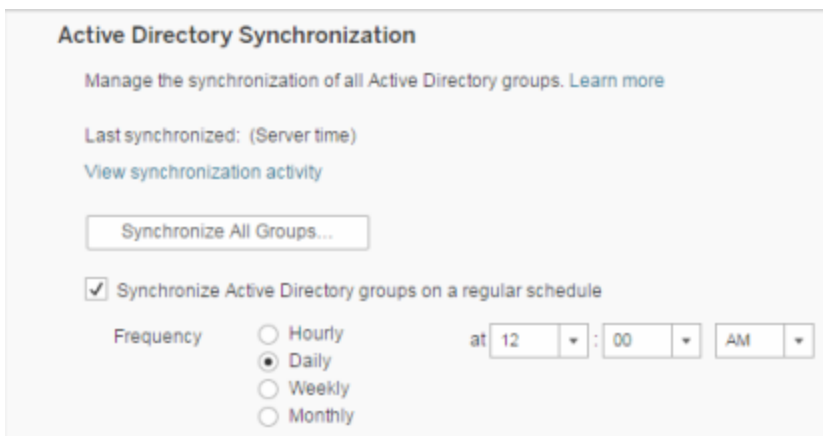 Active Directory Synchronization
Manage the synchronization of all Active Directory groups. Learn more
Last synchronized: (Server time)
View synchronization activity
Synchronize All Groups...
Synchronize Active Directory groups on a regular schedule
Frequency Hourly at 12 : 00 AM
Daily
Weekly
Monthly